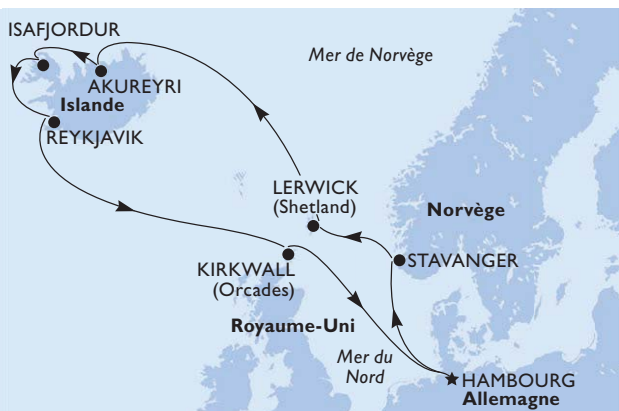 ISAFJORDUR
Mer de Norvège
AKUREYRI
Islande
REYKJAVIK
LERWICK
(Shetland)
Norvège
STAVANGER
KIRKWALL
(Orcades)
Royaume-Uni
Mer du
Nord
HAMBOURG
Allemagne